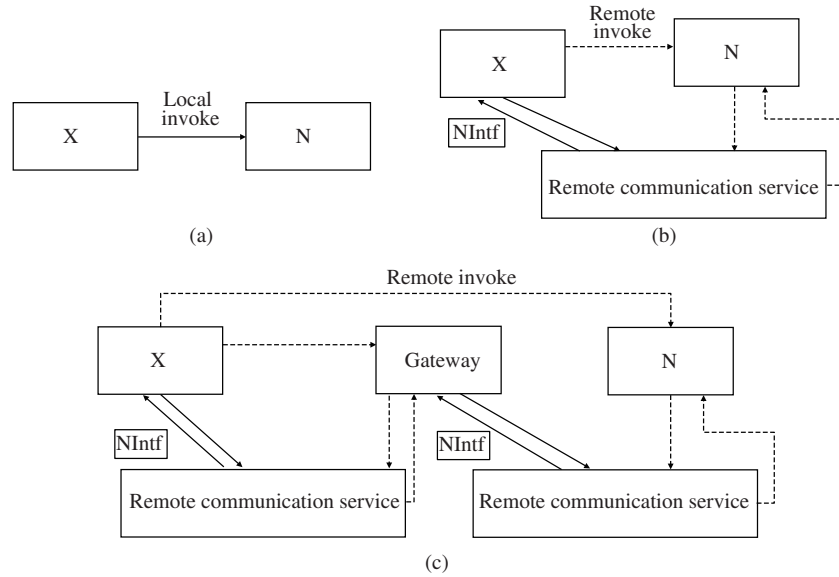 X
Local
invoke
N
(a)
Remote
invoke
X
N
NIntf
Remote communication service
(b)
Remote invoke
X
Gateway
N
NIntf
NIntf
Remote communication service
Remote communication service
(c)